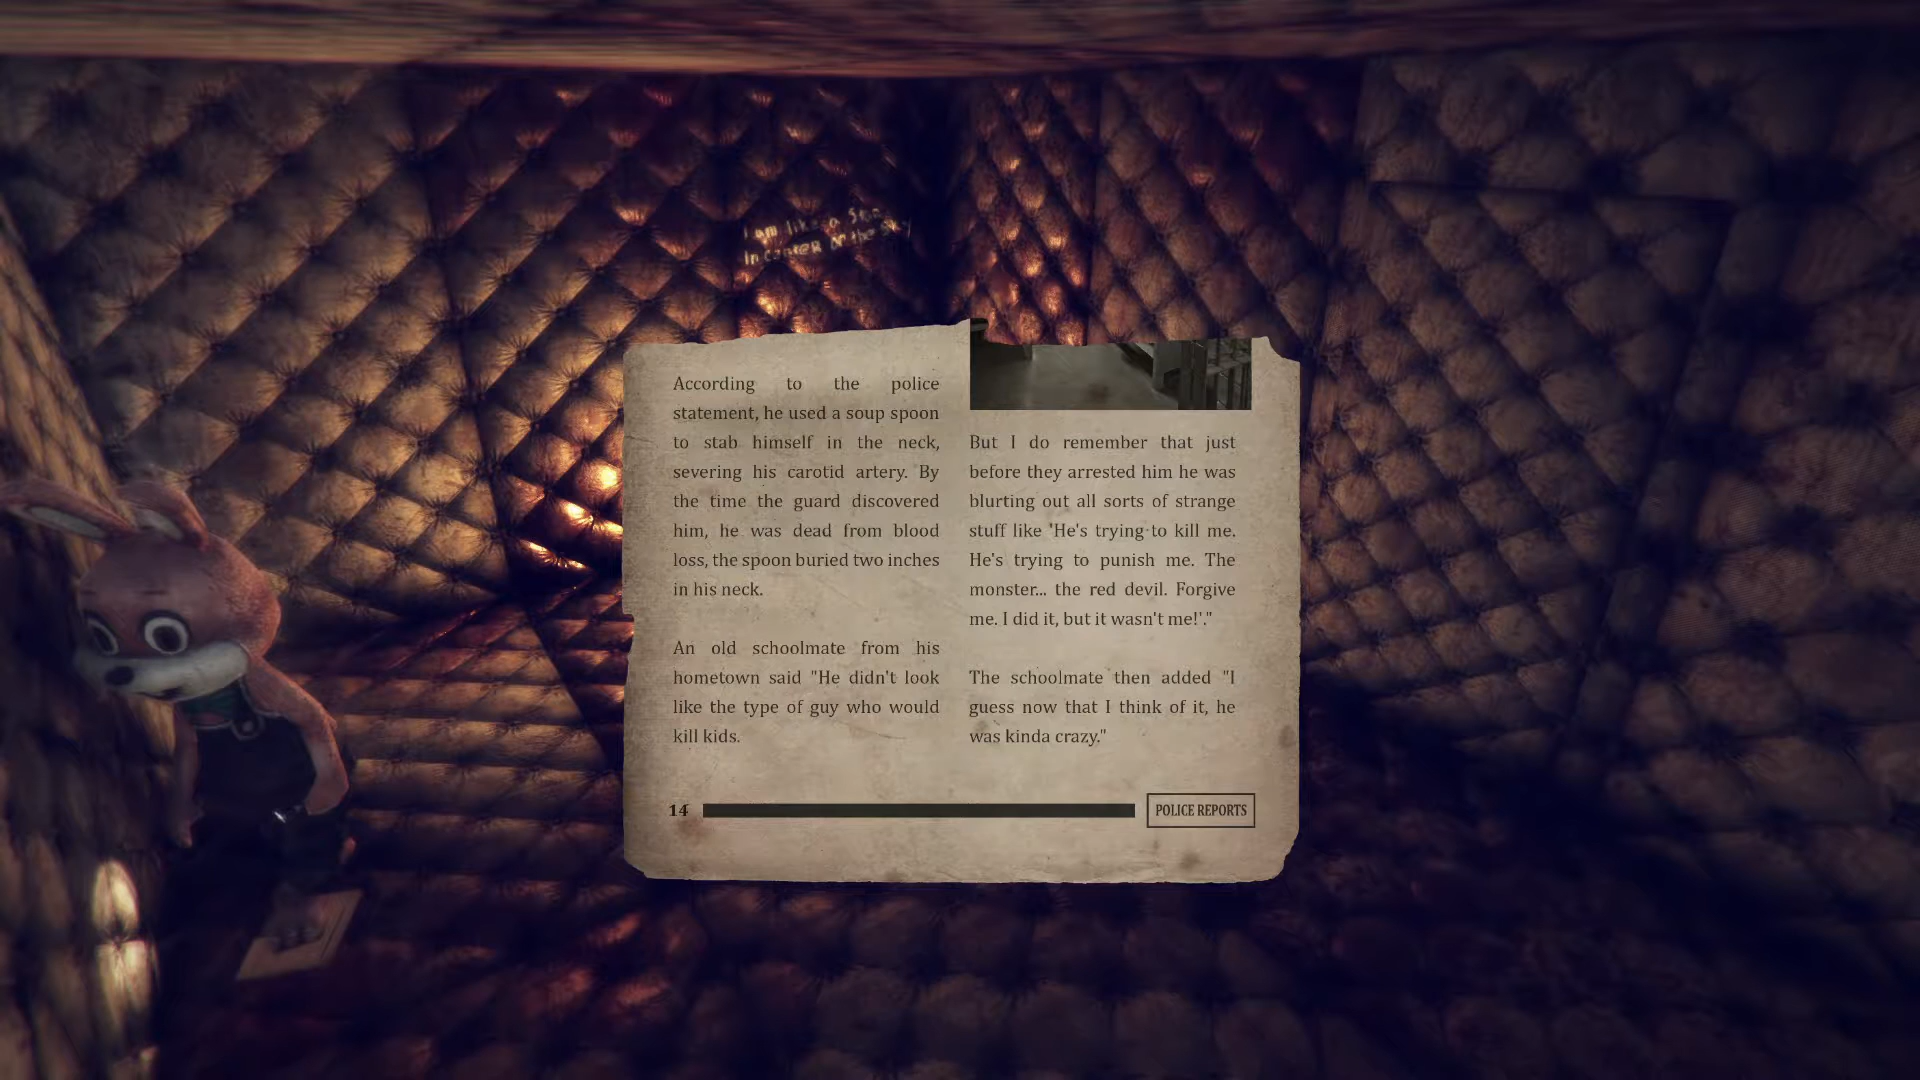 I am like a
In
According to the police
statement, he used a soup spoon
to stab himself in the neck,
severing his carotid artery. By
the time the guard discovered
him, he was dead from blood
loss, the spoon buried two inches
in his neck.
An old schoolmate from his
hometown said "He didn't look
like the type of guy who would
kill kids.
But I do remember that just
before they arrested him he was
blurting out all sorts of strange
stuff like 'He's trying to kill me.
He's trying to punish me. The
monster... the red devil. Forgive
me. I did it, but it wasn't me!'."
The schoolmate then added "I
guess now that I think of it, he
was kinda crazy."
14
POLICE REPORTS